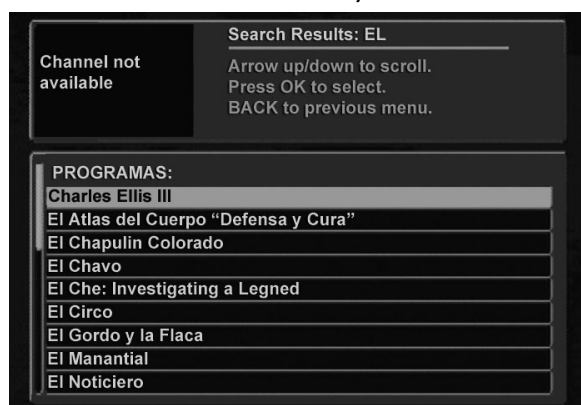 Channel not
available
Search Results: EL
Arrow up/down to scroll.
Press OK to select.
BACK to previous menu.
PROGRAMAS:
Charles Ellis III
El Atlas del Cuerpo “Defensa y Cura”
El Chapulin Colorado
El Chavo
El Che: Investigating a Legned
El Circo
El Gordo y la Flaca
El Manantial
El Noticiero